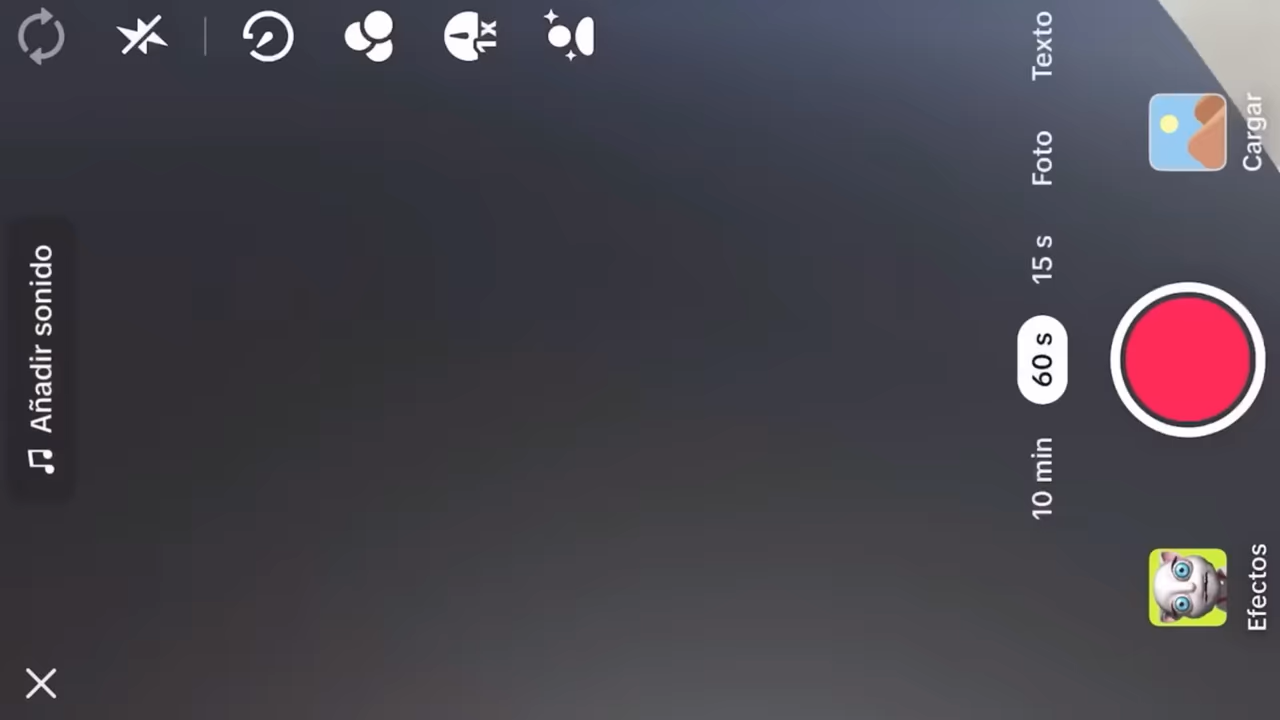 Añadir sonido
1x
10 min
60 s
15 s
Foto
Texto
Efectos
Cargar